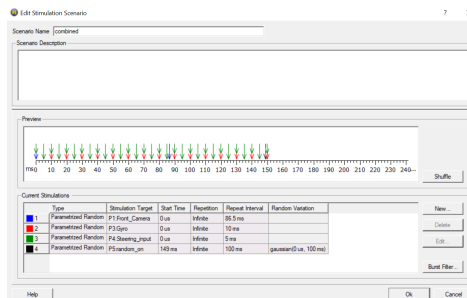 Edit Stimulation Scenario ?
Scenario Name combined
Scenario Description
Preview
msg 10 20 30 40 50 60 70 80 90 100 110 120 130 140 150 160 170 180 190 200 210 220 230 240...
Shuffle
Current Stimulations
Type Stimulation Target Start Time Repetition Repeat Interval Random Variation
1 Parametrized Random P1:Front_Camera 0 us Infinite 86.5 ms
2 Parametrized Random P3:Gyro 0 us Infinite 10 ms
3 Parametrized Random P4:Steering_input 0 us Infinite 5 ms
4 Parametrized Random P5:random_on 149 ms Infinite 100 ms gaussian(0 us, 100 ms)
New...
Delete
Edit...
Burst Filter...
Help Ok Cancel